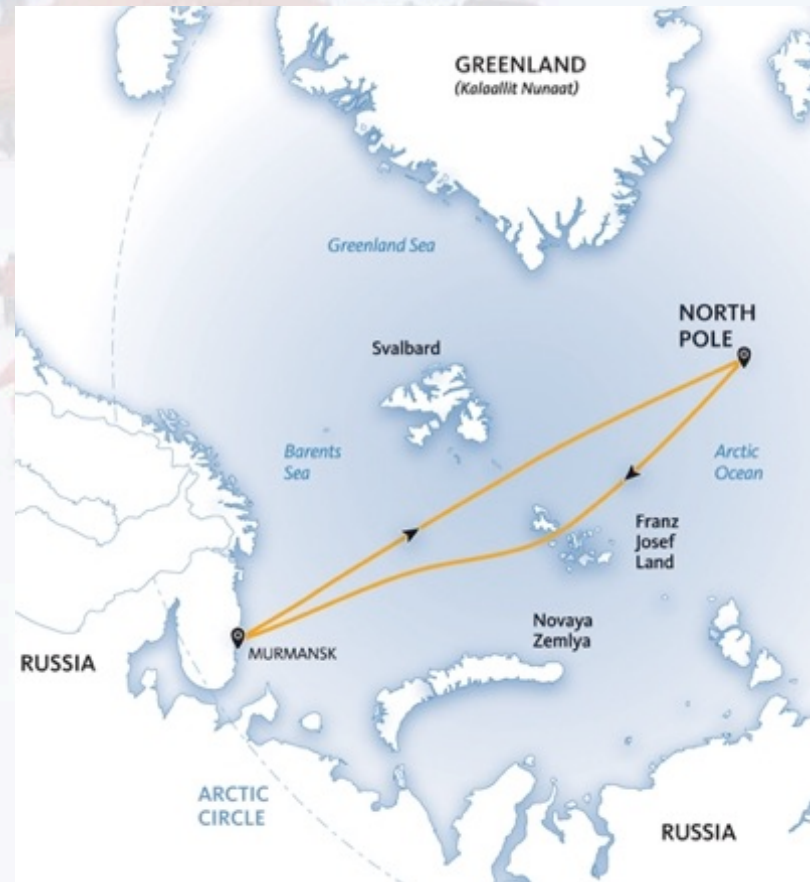 GREENLAND
(Kalaallit Nunaat)
Greenland Sea
NORTH
POLE
Svalbard
Barents
Sea
Arctic
Ocean
Franz
Josef
Land
Novaya
Zemlya
MURMANSK
RUSSIA
ARCTIC
CIRCLE
RUSSIA